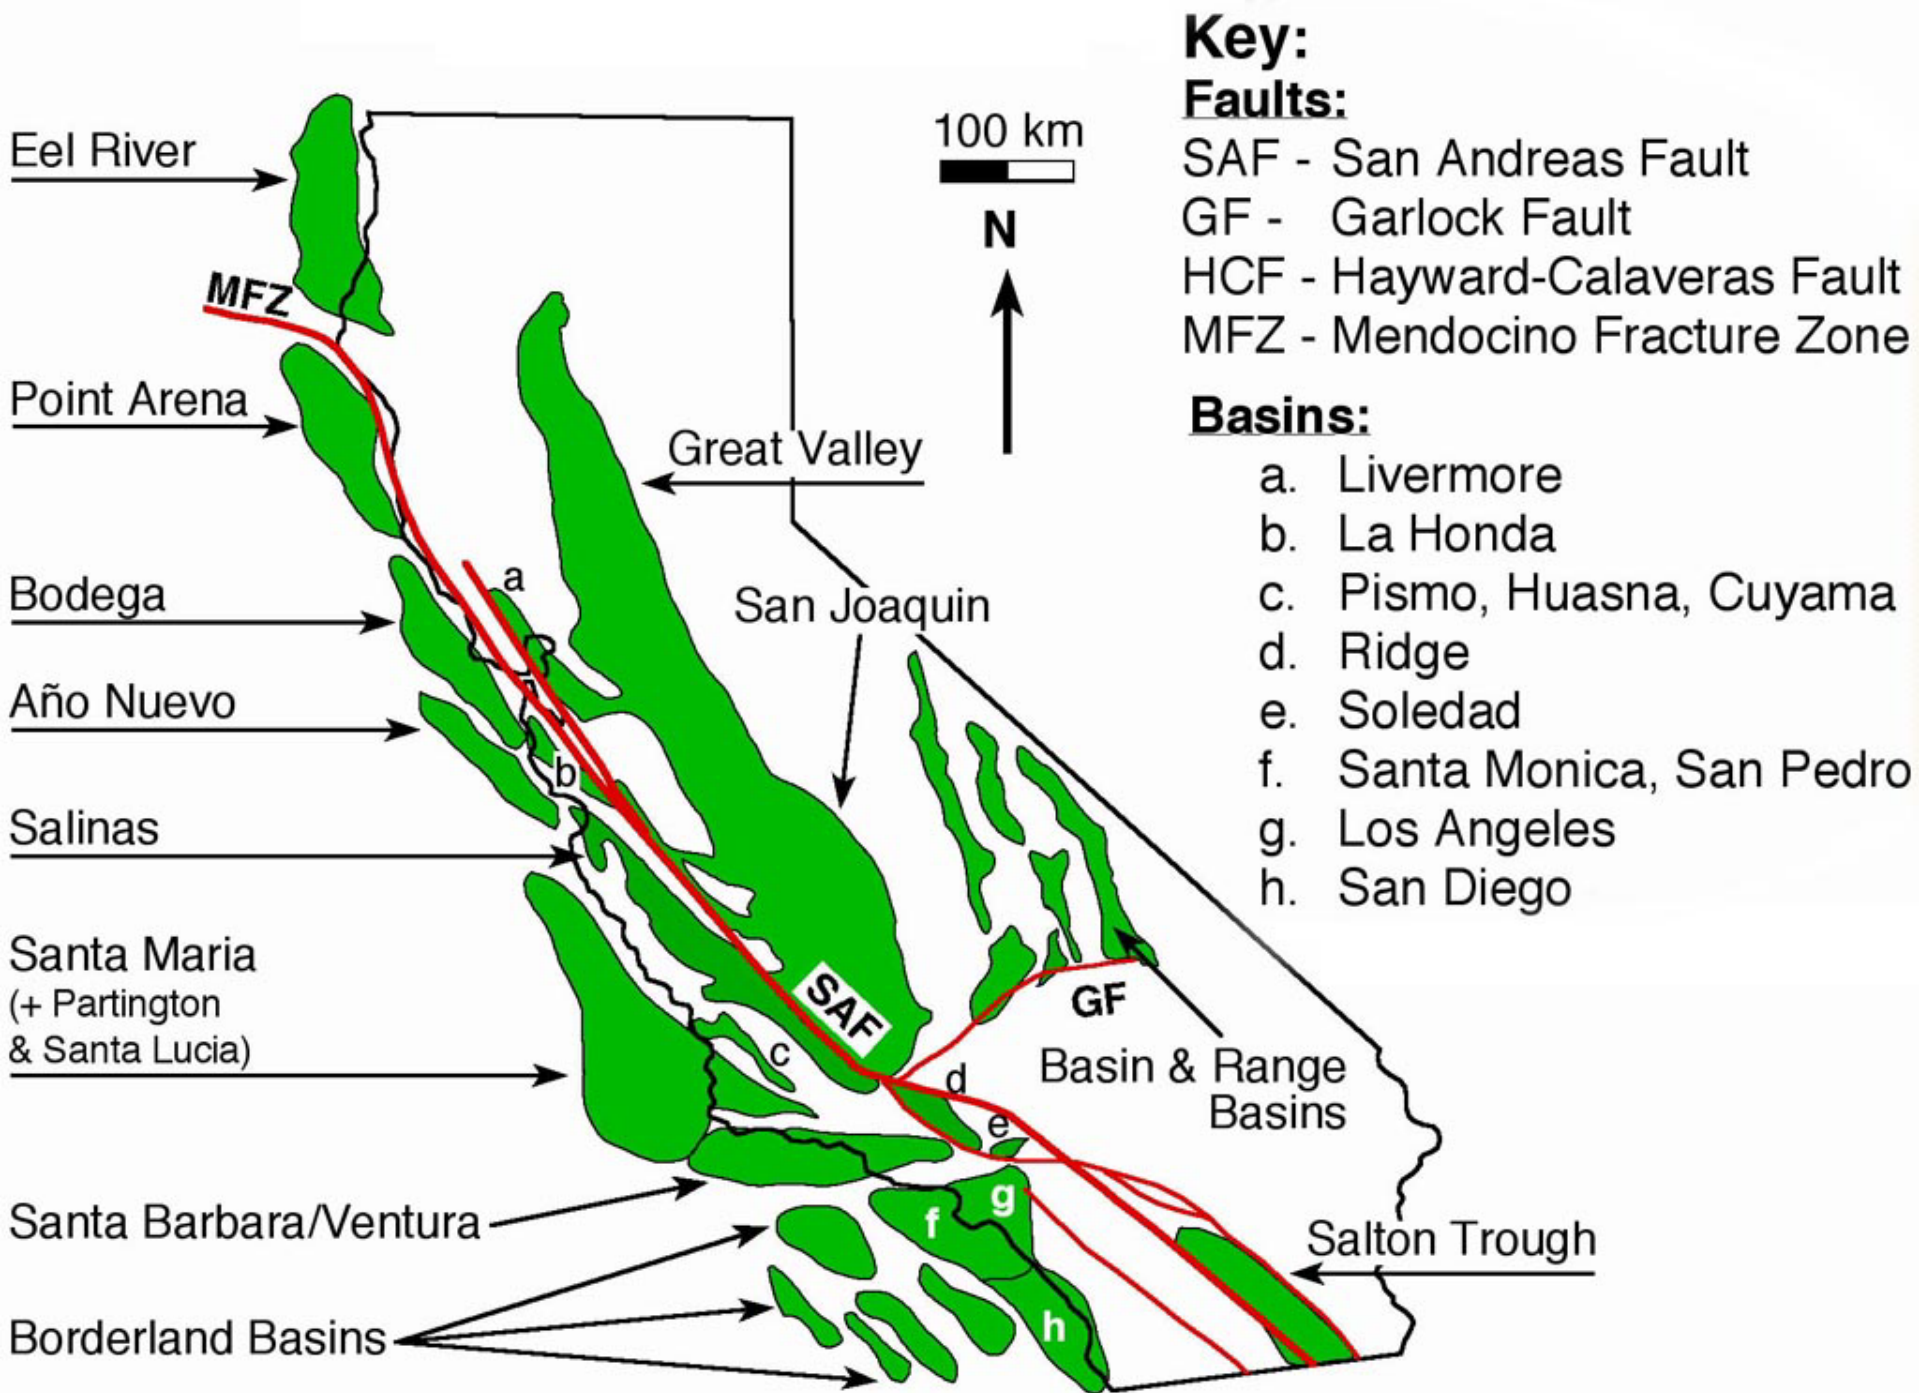 Key:
Faults:
SAF - San Andreas Fault
GF - Garlock Fault
HCF - Hayward-Calaveras Fault
MFZ - Mendocino Fracture Zone
Basins:
a. Livermore
b. La Honda
c. Pismo, Huasna, Cuyama
d. Ridge
e. Soledad
f. Santa Monica, San Pedro
g. Los Angeles
h. San Diego
100 km
N
Eel River
MFZ
Point Arena
Great Valley
Bodega
a
San Joaquin
Año Nuevo
b
Salinas
Santa Maria
(+ Partington
& Santa Lucia)
SAF
GF
c
d
Basin & Range
Basins
e
Santa Barbara/Ventura
g
f
Salton Trough
Borderland Basins
h